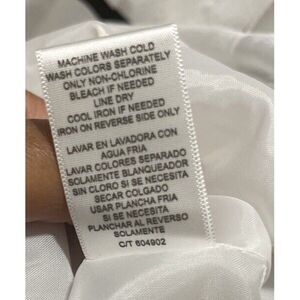 MACHINE WASH COLD
WASH COLORS SEPARATELY
ONLY NON-CHLORINE
BLEACH IF NEEDED
LINE DRY
COOL IRON IF NEEDED
IRON ON REVERSE SIDE ONLY
LAVAR EN LAVADORA CON
AGUA FRIA
LAVAR COLORES SEPARADO
SOLAMENTE BLANQUEADOR
SIN CLORO SI SE NECESITA
SECAR COLGADO
USAR PLANCHA FRIA
SI SE NECESITA
PLANCHAR AL REVERSO
SOLAMENTE
C/T 604902